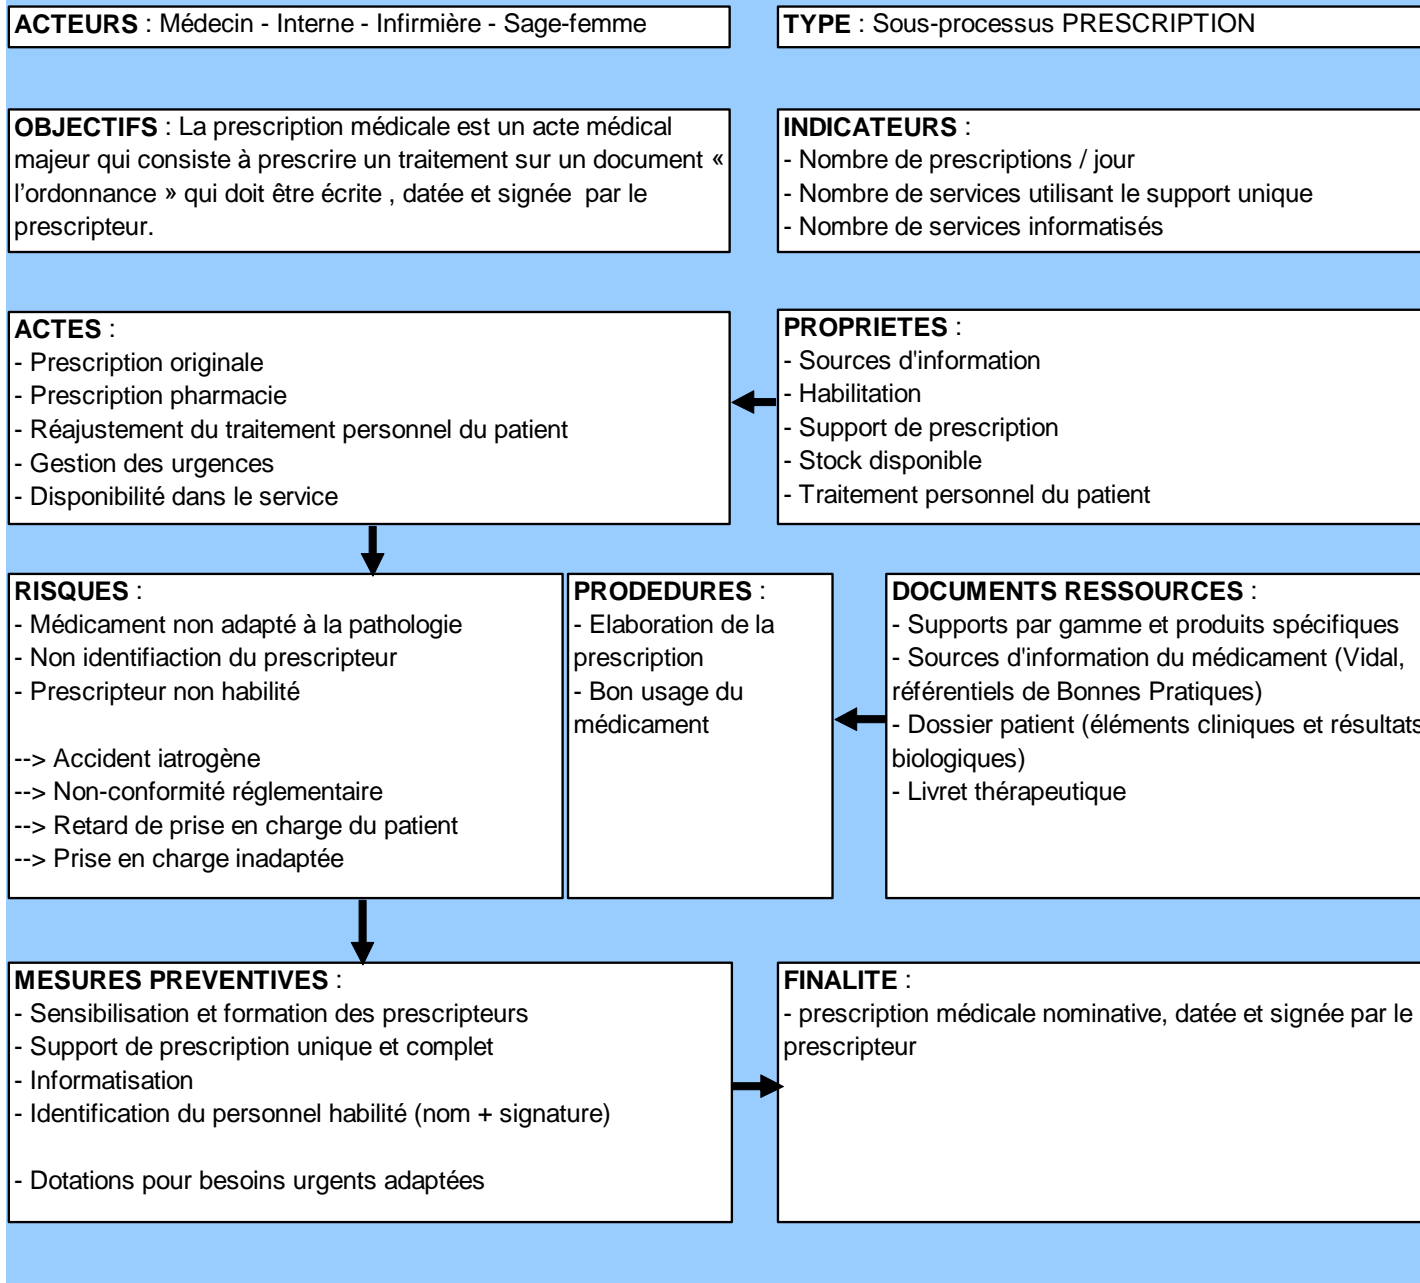 ACTEURS : Médecin - Interne - Infirmière - Sage-femme
TYPE : Sous-processus PRESCRIPTION
OBJECTIFS : La prescription médicale est un acte médical
majeur qui consiste à prescrire un traitement sur un document «
l'ordonnance » qui doit être écrite , datée et signée par le
prescripteur.
INDICATEURS :
- Nombre de prescriptions / jour
- Nombre de services utilisant le support unique
- Nombre de services informatisés
ACTES :
- Prescription originale
- Prescription pharmacie
- Réajustement du traitement personnel du patient
- Gestion des urgences
- Disponibilité dans le service
PROPRIETES :
- Sources d'information
- Habilitation
- Support de prescription
- Stock disponible
- Traitement personnel du patient
RISQUES :
- Médicament non adapté à la pathologie
- Non identifiaction du prescripteur
- Prescripteur non habilité
--> Accident iatrogène
--> Non-conformité réglementaire
--> Retard de prise en charge du patient
--> Prise en charge inadaptée
PRODEDURES :
- Elaboration de la
prescription
- Bon usage du
médicament
DOCUMENTS RESSOURCES :
- Supports par gamme et produits spécifiques
- Sources d'information du médicament (Vidal,
référentiels de Bonnes Pratiques)
- Dossier patient (éléments cliniques et résultats
biologiques)
- Livret thérapeutique
MESURES PREVENTIVES :
- Sensibilisation et formation des prescripteurs
- Support de prescription unique et complet
- Informatisation
- Identification du personnel habilité (nom + signature)
- Dotations pour besoins urgents adaptées
FINALITE :
- prescription médicale nominative, datée et signée par le
prescripteur